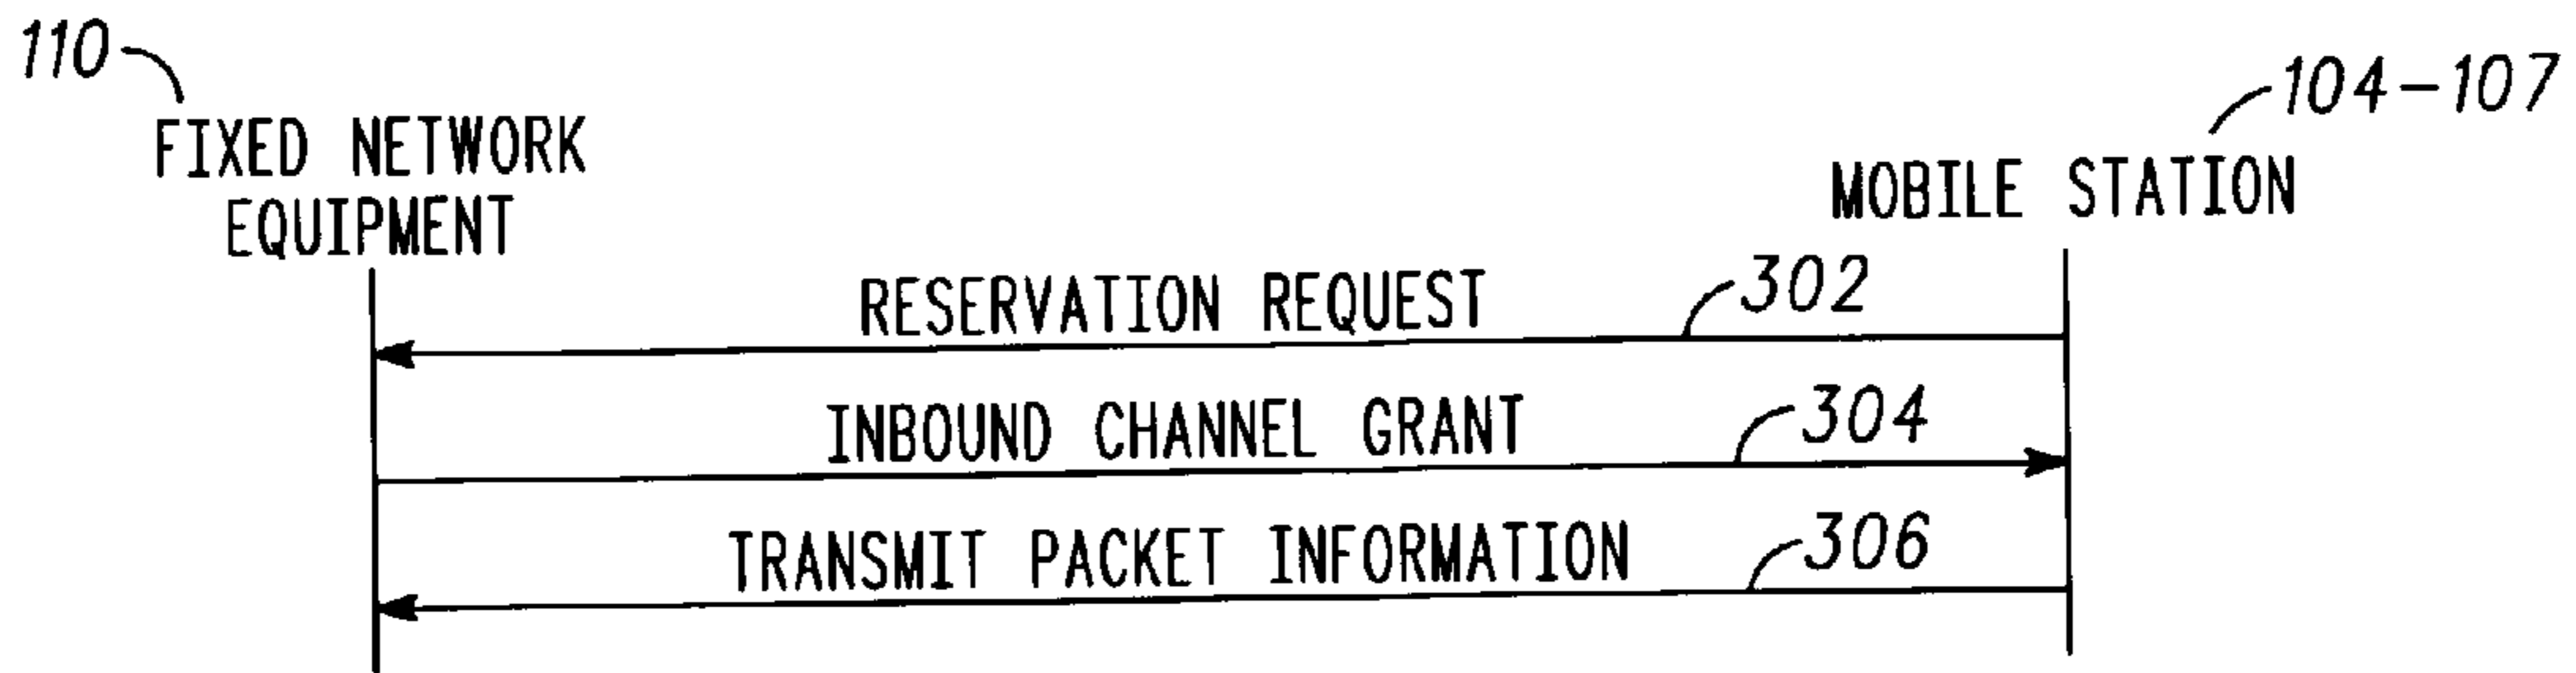 110
104-107
FIXED NETWORK
EQUIPMENT
MOBILE STATION
RESERVATION REQUEST
302
INBOUND CHANNEL GRANT
304
TRANSMIT PACKET INFORMATION
306